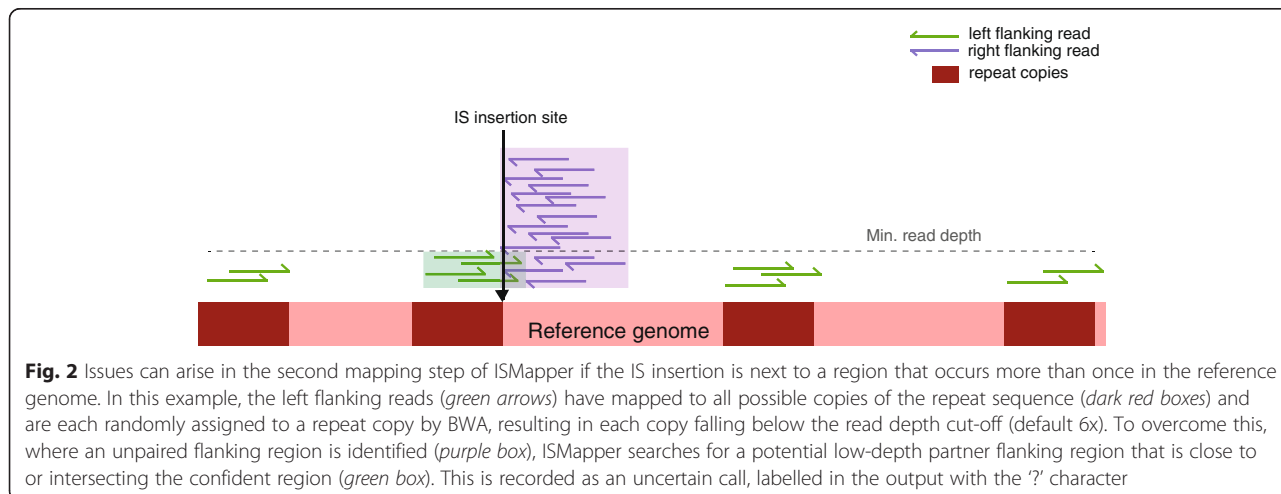 left flanking read
right flanking read
repeat copies
IS insertion site
Min. read depth
Reference genome
Fig. 2 Issues can arise in the second mapping step of ISMapper if the IS insertion is next to a region that occurs more than once in the reference
genome. In this example, the left flanking reads (green arrows) have mapped to all possible copies of the repeat sequence (dark red boxes) and
are each randomly assigned to a repeat copy by BWA, resulting in each copy falling below the read depth cut-off (default 6x). To overcome this,
where an unpaired flanking region is identified (purple box), ISMapper searches for a potential low-depth partner flanking region that is close to
or intersecting the confident region (green box). This is recorded as an uncertain call, labelled in the output with the ‘?’ character